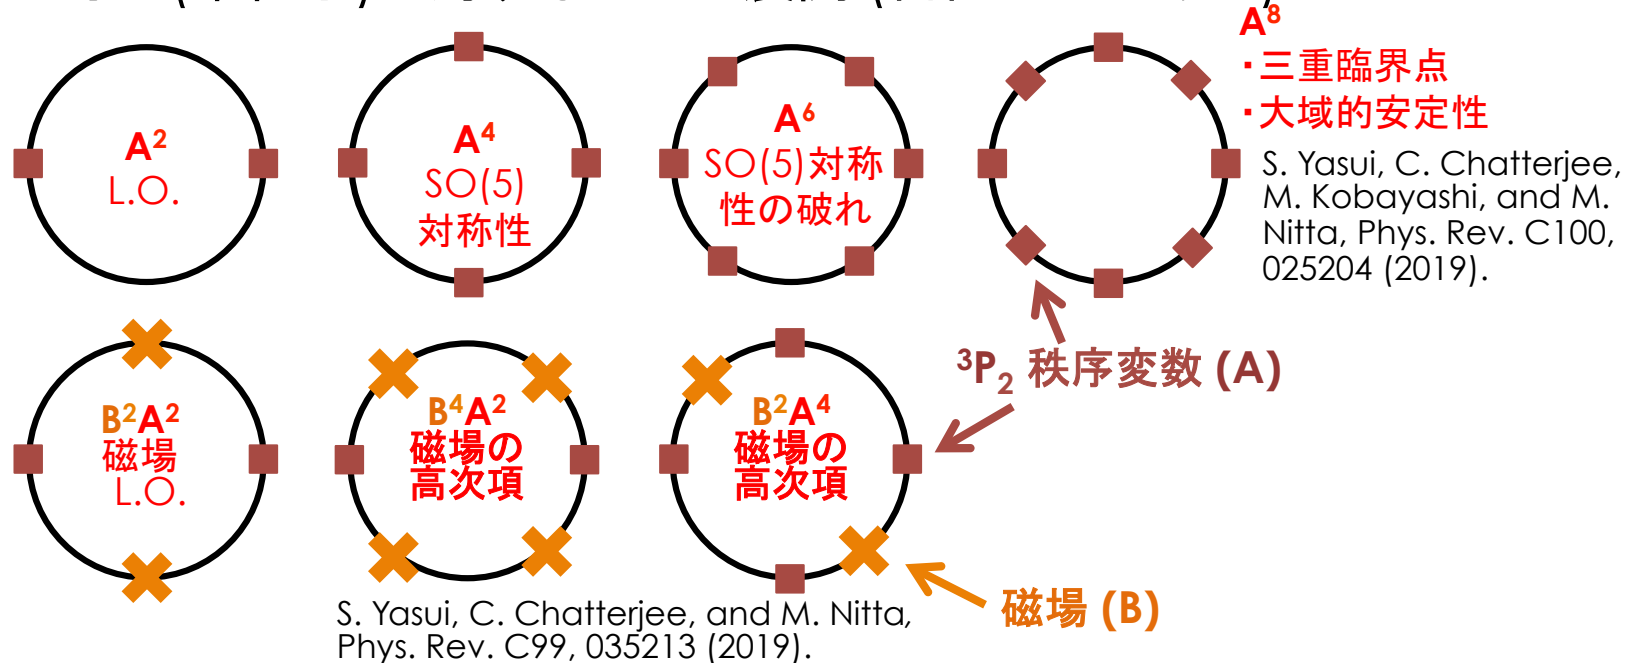 A²
L.O.
A⁴
SO(5)
対称性
A⁶
SO(5)対称
性の破れ
A⁸
・三重臨界点
・大域的安定性
S. Yasui, C. Chatterjee,
M. Kobayashi, and M.
Nitta, Phys. Rev. C100,
025204 (2019).
B²A²
磁場
L.O.
B⁴A²
磁場の
高次項
B²A⁴
磁場の
高次項
³P₂ 秩序変数 (A)
磁場 (B)
S. Yasui, C. Chatterjee, and M. Nitta,
Phys. Rev. C99, 035213 (2019).